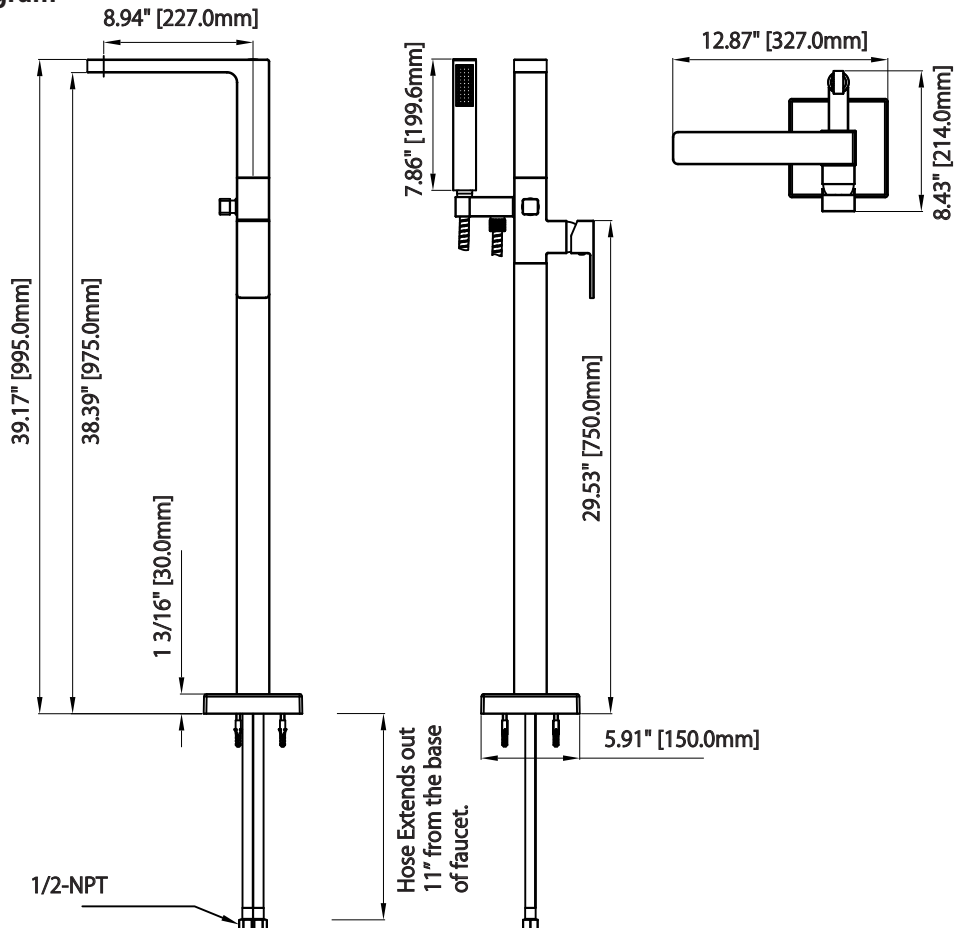 8.94" [227.0mm]
12.87" [327.0mm]
7.86" [199.6mm]
8.43" [214.0mm]
39.17" [995.0mm]
38.39" [975.0mm]
29.53" [750.0mm]
1 3/16" [30.0mm]
5.91" [150.0mm]
Hose Extends out
11” from the base
of faucet.
1/2-NPT